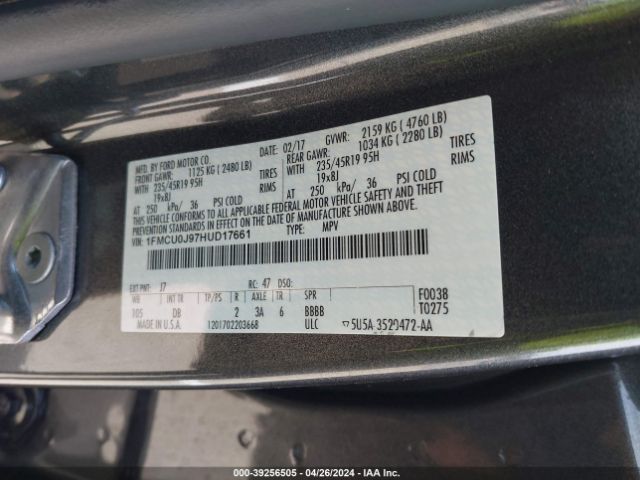 MFD. BY FORD MOTOR CO.
DATE: 02/17
GVWR: 2159 KG ( 4760 LB)
FRONT GAWR: 1125 KG ( 2480 LB)
REAR GAWR: 1034 KG ( 2280 LB)
WITH 235/45R19 95H TIRES
WITH 235/45R19 95H TIRES
19x8J RIMS
19x8J RIMS
AT 250 kPa/ 36 PSI COLD
AT 250 kPa/ 36 PSI COLD
THIS VEHICLE CONFORMS TO ALL APPLICABLE FEDERAL MOTOR VEHICLE SAFETY AND THEFT
PREVENTION STANDARDS IN EFFECT ON THE DATE OF MANUFACTURE SHOWN ABOVE.
VIN: 1FMCU0J97HUD17661
TYPE: MPV
EXT PNT: J7 RC: 47 DSO:
WB INT TR TP/PS R AXLE TR SPR F0038
105 DB 2 3A 6 BBBB T0275
MADE IN U.S.A. 1201702203668 ULC 5U5A-3520472-AA
000-39256505 - 04/26/2024 - IAA Inc.